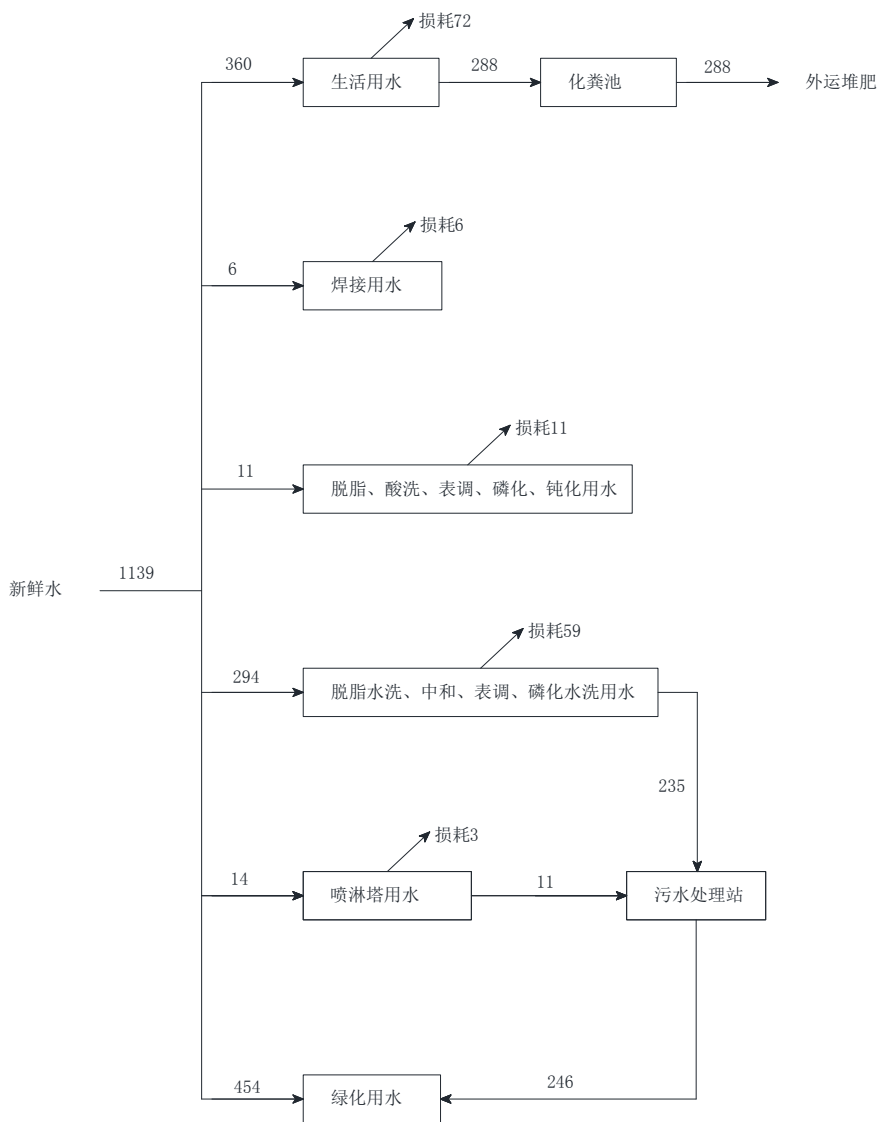 损耗72
360
生活用水
288
化粪池
288
外运堆肥
损耗6
6
焊接用水
损耗11
11
脱脂、酸洗、表调、磷化、钝化用水
新鲜水
1139
损耗59
294
脱脂水洗、中和、表调、磷化水洗用水
235
损耗3
14
喷淋塔用水
11
污水处理站
454
绿化用水
246